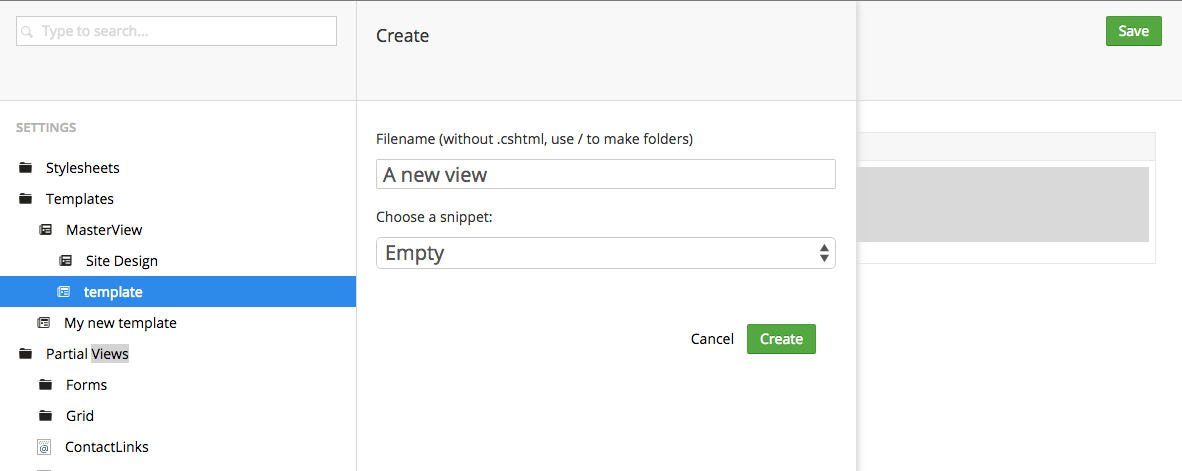 Type to search...
Create
Save
SETTINGS
Stylesheets
Templates
MasterView
Site Design
template
My new template
Partial Views
Forms
Grid
ContactLinks
Filename (without .cshtml, use / to make folders)
A new view
Choose a snippet:
Empty
Cancel
Create